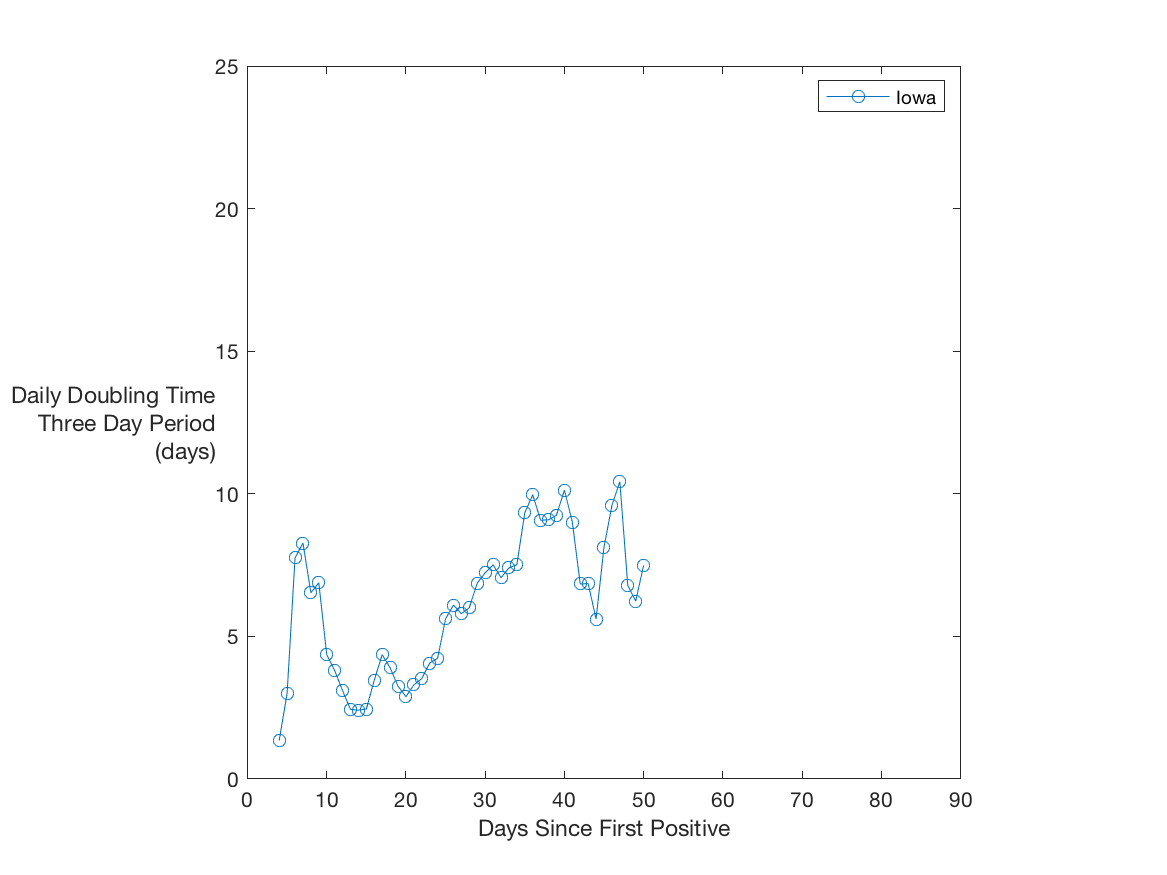 25
20
15
10
5
0
Daily Doubling Time
Three Day Period
(days)
Iowa
0 10 20 30 40 50 60 70 80 90
Days Since First Positive